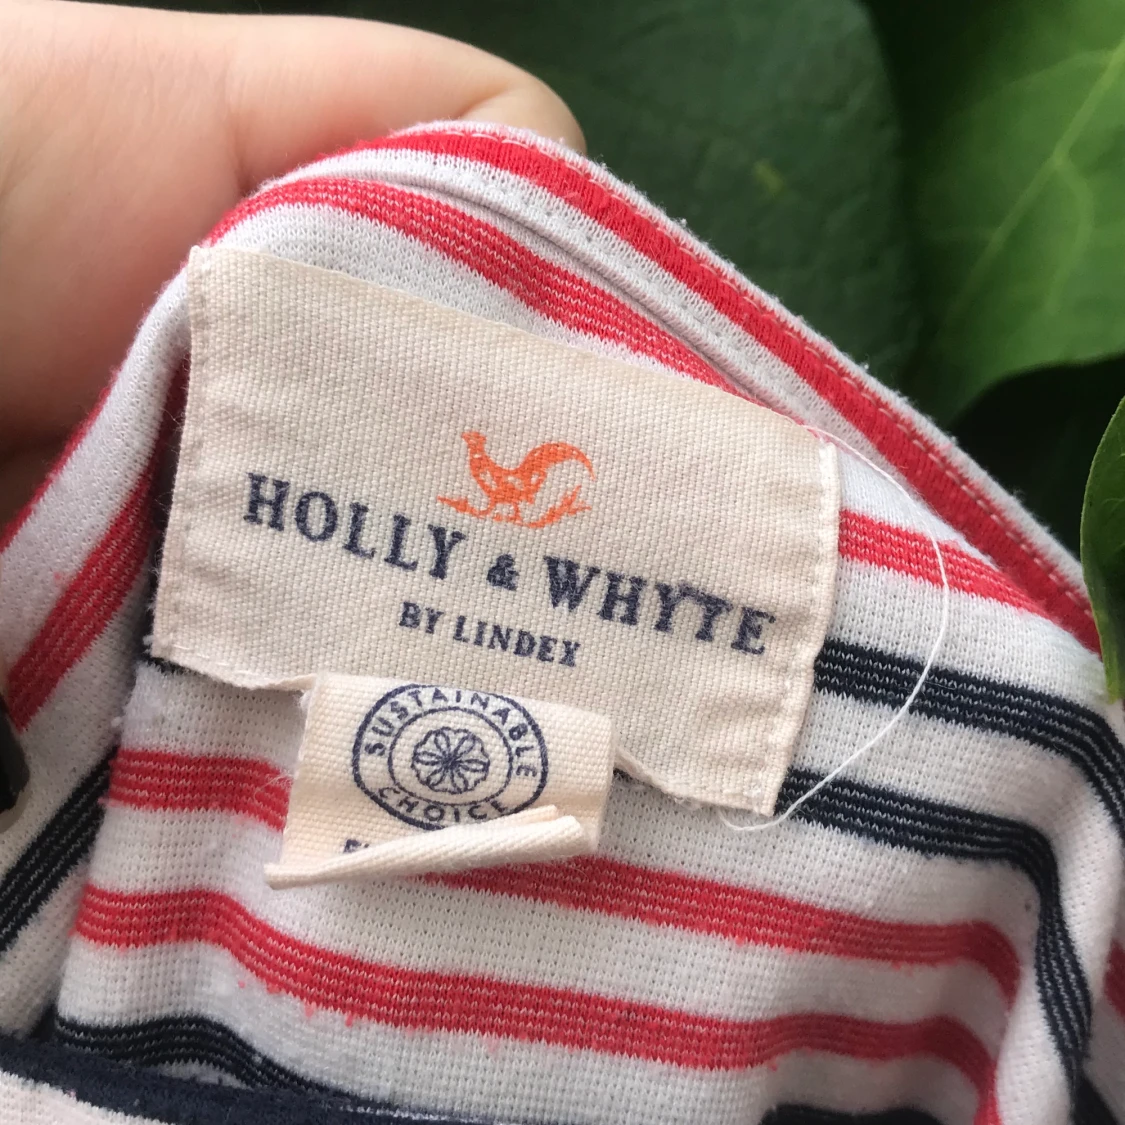 HOLLY & WHYTE
BY LINDEX
SUSTAINABLE
CHOICE